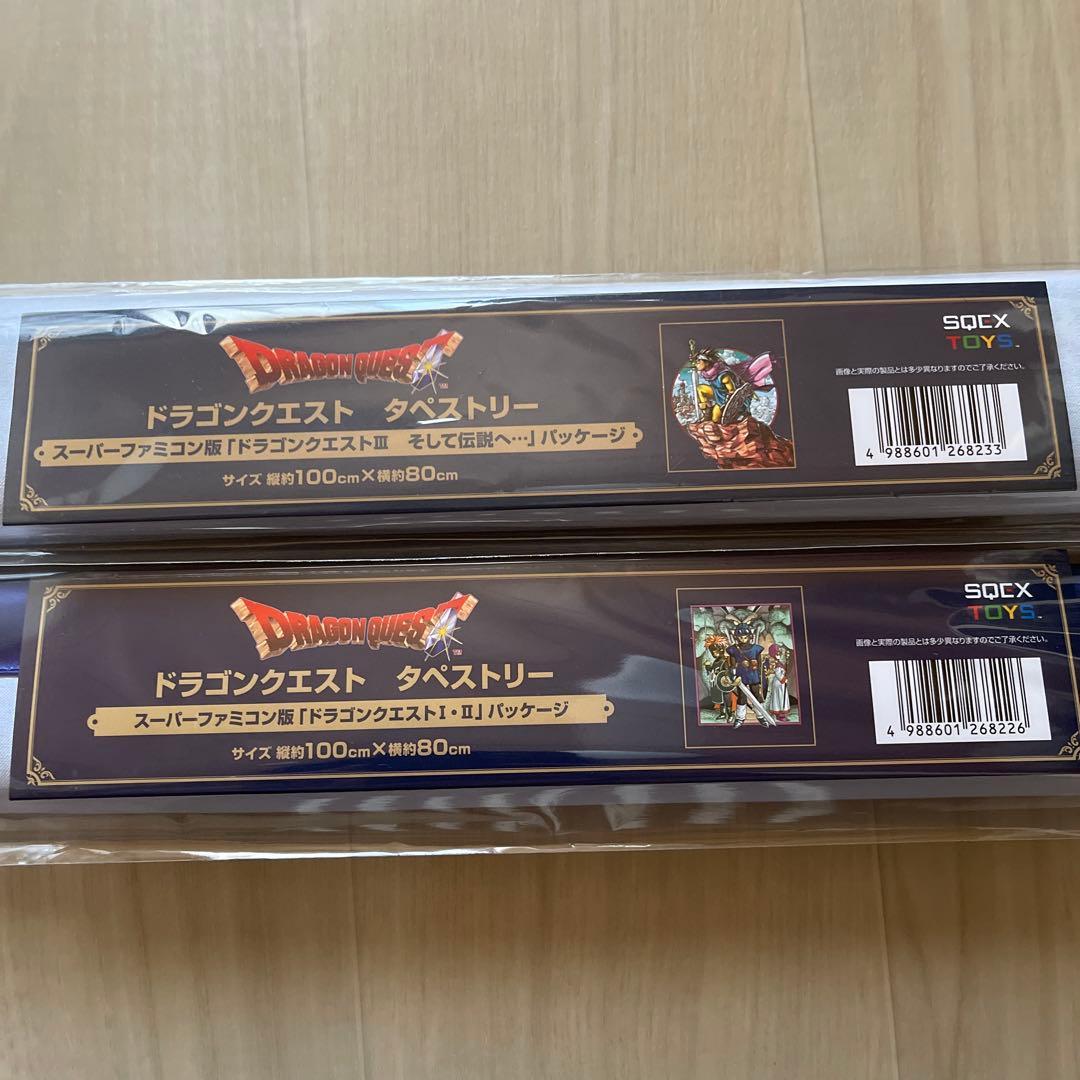 DRAGON QUEST™
ドラゴンクエスト タペストリー
スーパーファミコン版「ドラゴンクエストⅢ そして伝説へ…」パッケージ
サイズ 縦約100cm×横約80cm
SQEX
TOYS™
画像と実際の製品とは多少異なりますのでご了承ください。
4 988601 268233
DRAGON QUEST™
ドラゴンクエスト タペストリー
スーパーファミコン版「ドラゴンクエストⅠ・Ⅱ」パッケージ
サイズ 縦約100cm×横約80cm
SQEX
TOYS™
画像と実際の製品とは多少異なりますのでご了承ください。
4 988601 268226